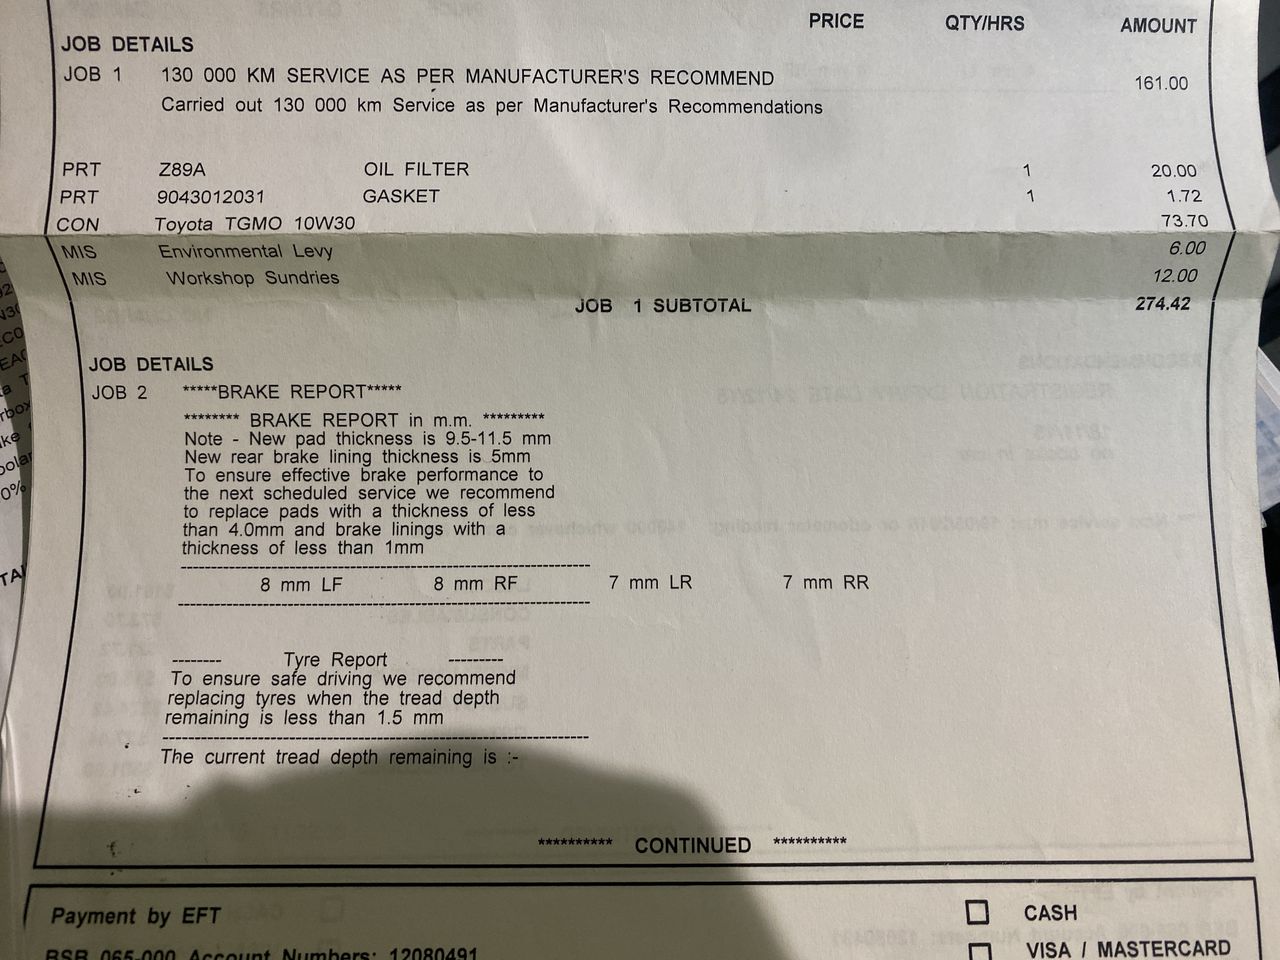 PRICE QTY/HRS AMOUNT
JOB DETAILS
JOB 1 130 000 KM SERVICE AS PER MANUFACTURER'S RECOMMEND 161.00
Carried out 130 000 km Service as per Manufacturer's Recommendations
PRT Z89A OIL FILTER 1 20.00
PRT 9043012031 GASKET 1 1.72
CON Toyota TGMO 10W30 73.70
MIS Environmental Levy 6.00
MIS Workshop Sundries 12.00
JOB 1 SUBTOTAL 274.42
JOB DETAILS
JOB 2 *****BRAKE REPORT*****
******** BRAKE REPORT in m.m. *********
Note - New pad thickness is 9.5-11.5 mm
New rear brake lining thickness is 5mm
To ensure effective brake performance to
the next scheduled service we recommend
to replace pads with a thickness of less
than 4.0mm and brake linings with a
thickness of less than 1mm
8 mm LF 8 mm RF 7 mm LR 7 mm RR
-------- Tyre Report ---------
To ensure safe driving we recommend
replacing tyres when the tread depth
remaining is less than 1.5 mm
The current tread depth remaining is :-
********** CONTINUED **********
Payment by EFT
CASH
BSB 065-000 Account Numbers: 12080491
VISA / MASTERCARD